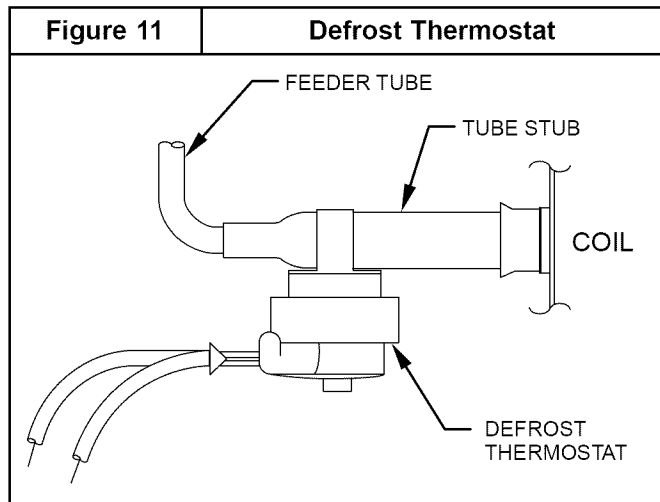 Figure 11
Defrost Thermostat
FEEDER TUBE
TUBE STUB
COIL
DEFROST
THERMOSTAT